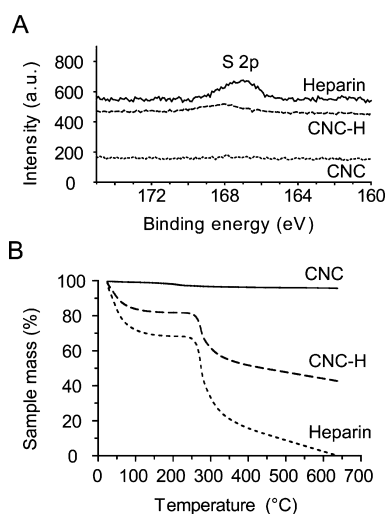 A
S 2p
800
600
400
200
0
Intensity (a.u.)
Heparin
CNC-H
CNC
172 168 164 160
Binding energy (eV)
B
100
80
60
40
20
0
Sample mass (%)
CNC
CNC-H
Heparin
0 100 200 300 400 500 600 700
Temperature (°C)